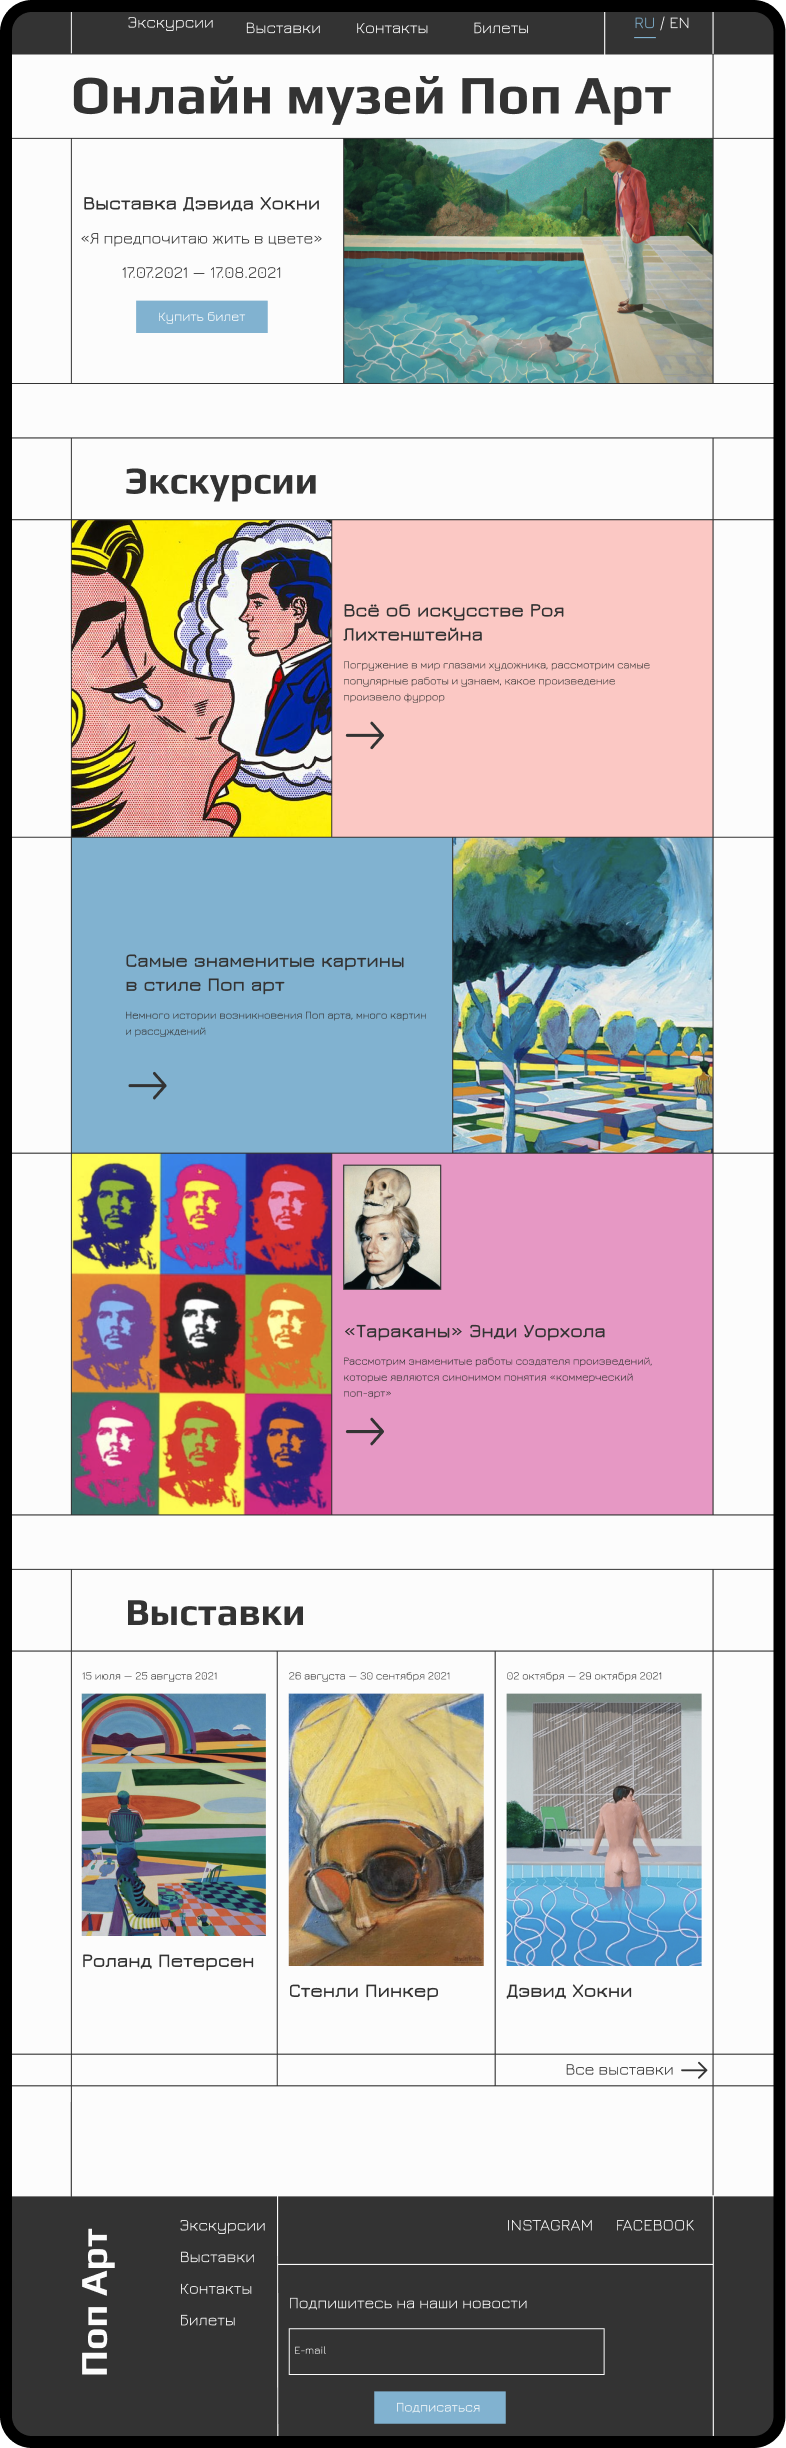 Экскурсии Выставки Контакты Билеты RU / EN
Онлайн музей Поп Арт
Выставка Дэвида Хокни
«Я предпочитаю жить в цвете»
17.07.2021 — 17.08.2021
Купить билет
Экскурсии
Всё об искусстве Роя
Лихтенштейна
Погружение в мир глазами художника, рассмотрим самые
популярные работы и узнаем, какое произведение
произвело фуррор
Самые знаменитые картины
в стиле Поп арт
Немного истории возникновения Поп арта, много картин
и рассуждений
«Тараканы» Энди Уорхола
Рассмотрим знаменитые работы создателя произведений,
которые являются синонимом понятия «коммерческий
поп-арт»
Выставки
15 июля — 25 августа 2021
26 августа — 30 сентября 2021
02 октября — 29 октября 2021
Роланд Петерсен
Стенли Пинкер
Дэвид Хокни
Все выставки
Поп Арт
Экскурсии
Выставки
Контакты
Билеты
INSTAGRAM FACEBOOK
Подпишитесь на наши новости
E-mail
Подписаться